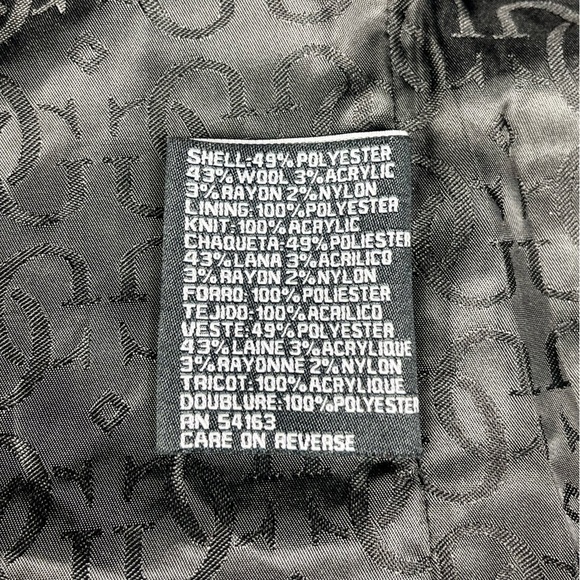 SHELL-49% POLYESTER
43% WOOL 3% ACRYLIC
3% RAYON 2% NYLON
LINING: 100% POLYESTER
KNIT: 100% ACRYLIC
CHAQUETA-49% POLIESTER
43% LANA 3% ACRILICO
3% RAYON 2% NYLON
FORRO: 100% POLIESTER
TEJIDO: 100% ACRILICO
VESTE: 49% POLYESTER
43% LAINE 3% ACRYLIQUE
3% RAYONNE 2% NYLON
TRICOT: 100% ACRYLIQUE
DOUBLURE: 100% POLYESTER
RN 54163
CARE ON REVERSE